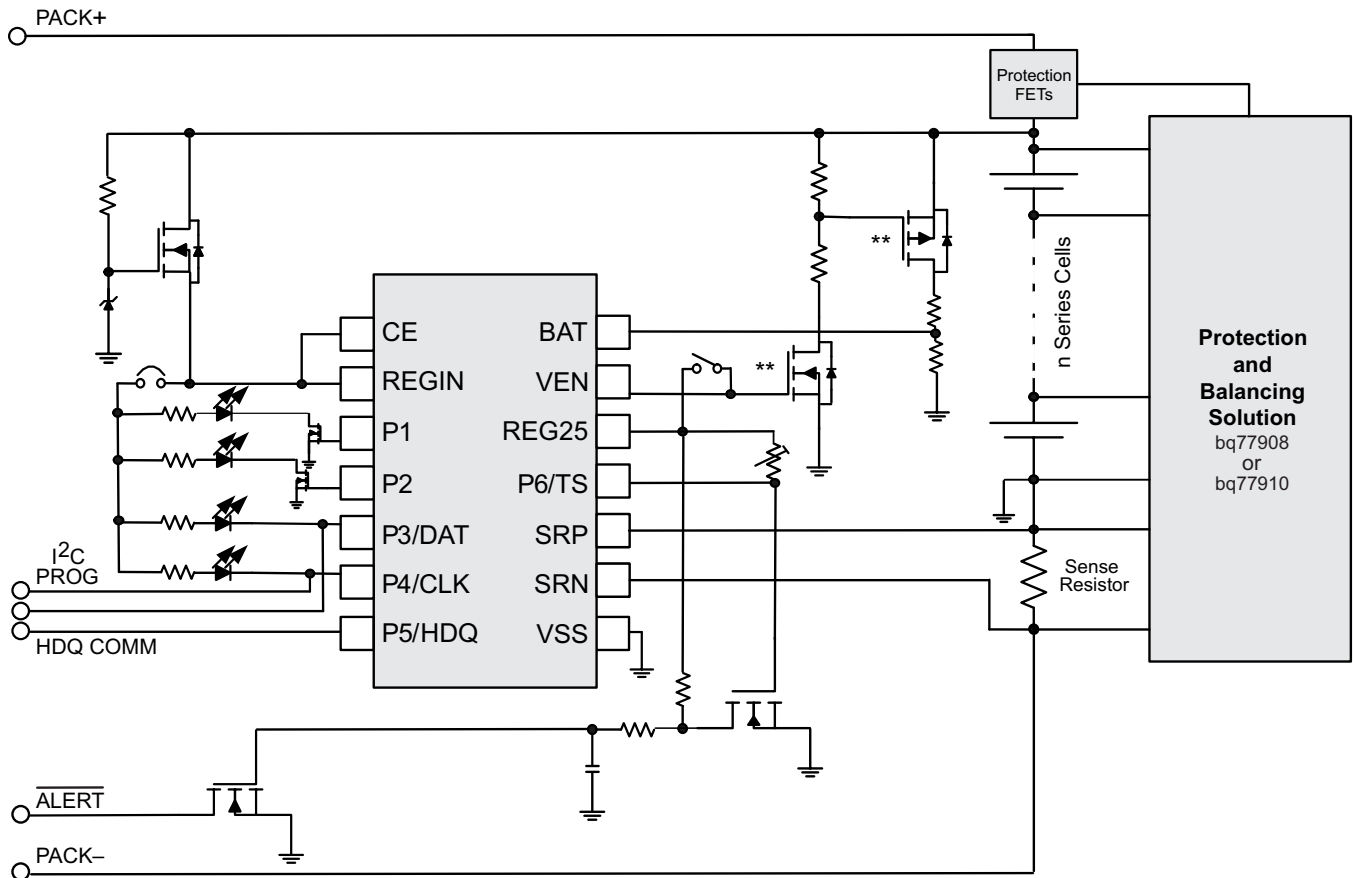 PACK+
Protection
FETs
**
**
n Series Cells
Protection
and
Balancing
Solution
bq77908
or
bq77910
CE
REGIN
P1
P2
P3/DAT
P4/CLK
P5/HDQ
BAT
VEN
REG25
P6/TS
SRP
SRN
VSS
I²C
PROG
HDQ COMM
Sense
Resistor
ALERT
PACK–